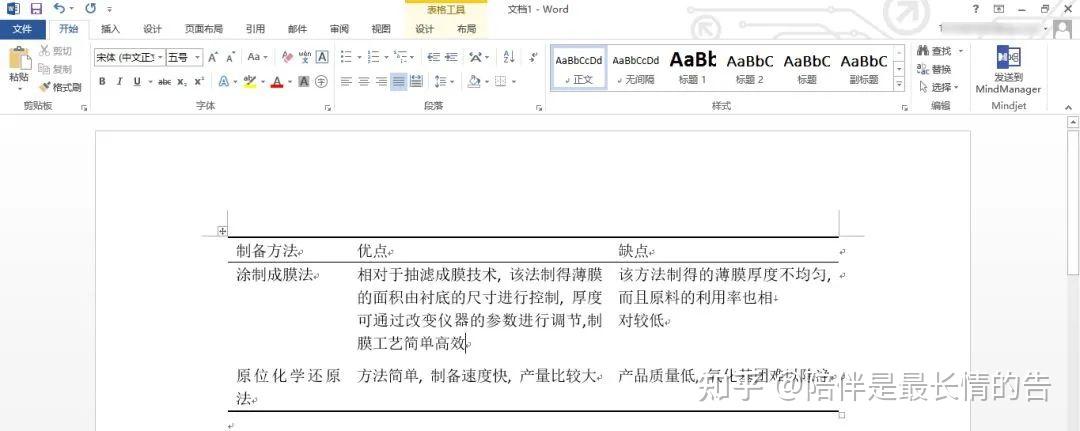 文档1 - Word
表格工具
文件 开始 插入 设计 页面布局 引用 邮件 审阅 视图 设计 布局
粘贴 剪切 复制 格式刷 剪贴板
宋体 (中文正 五号 字体
段落
AaBbCcDd 正文
AaBbCcDd 无间隔
AaBb 标题 1
AaBbC 标题 2
AaBbC 标题
AaBbC 副标题
样式
查找 替换 选择 编辑
发送到
MindManager
Mindjet
制备方法 优点 缺点
涂制成膜法 相对于抽滤成膜技术, 该法制得薄膜 该方法制得的薄膜厚度不均匀,
的面积由衬底的尺寸进行控制, 厚度 而且原料的利用率也相
可通过改变仪器的参数进行调节,制 对较低
膜工艺简单高效
原位化学还原 方法简单, 制备速度快, 产量比较大 产品质量低,
法
知乎 @陪伴是最长情的告